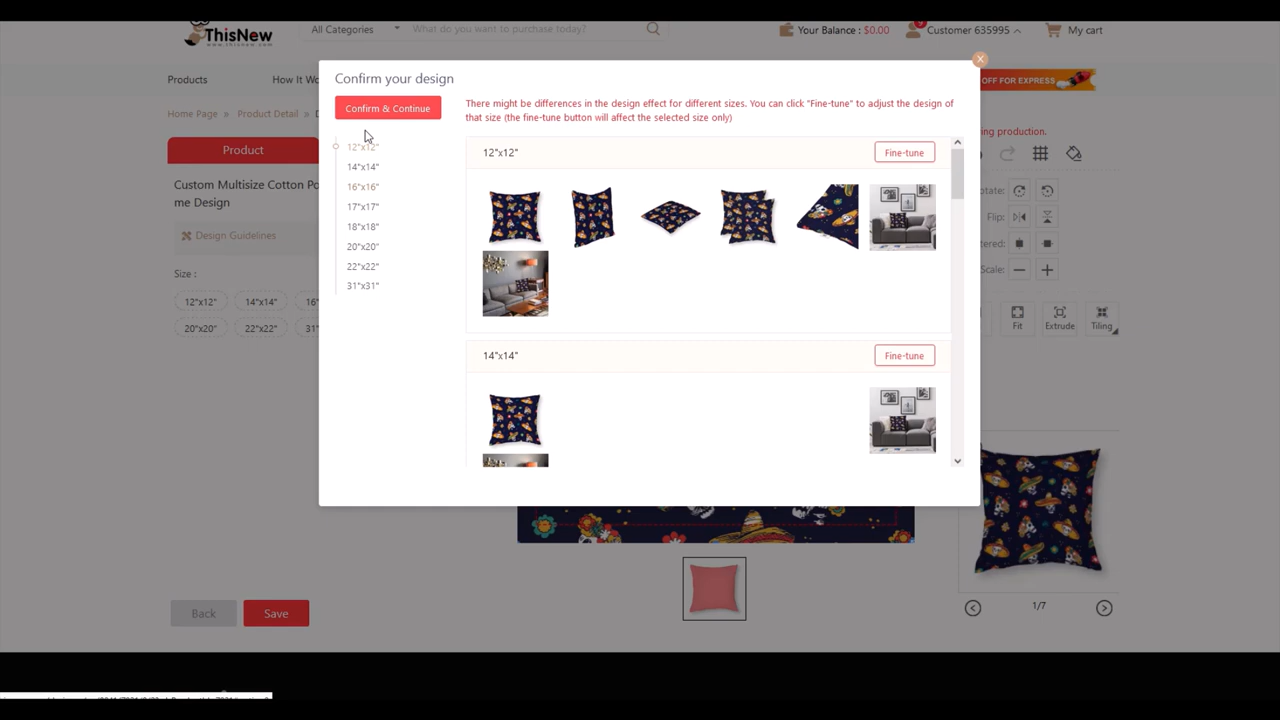 ThisNew
www.thisnew.com
All Categories
What do you want to purchase today?
Your Balance : $0.00
Customer 635995
My cart
Products
How It Wo
OFF FOR EXPRESS
Home Page » Product Detail »
ing production.
Product
Custom Multisize Cotton Po
me Design
Design Guidelines
Size :
12"x12"
14"x14"
16"
20"x20"
22"x22"
31"
Back
Save
Confirm your design
Confirm & Continue
There might be differences in the design effect for different sizes. You can click "Fine-tune" to adjust the design of
that size (the fine-tune button will affect the selected size only)
12"x12"
14"x14"
16"x16"
17"x17"
18"x18"
20"x20"
22"x22"
31"x31"
12"x12"
Fine-tune
14"x14"
Fine-tune
otate:
Flip:
tered:
Scale:
Fit
Extrude
Tiling
1/7